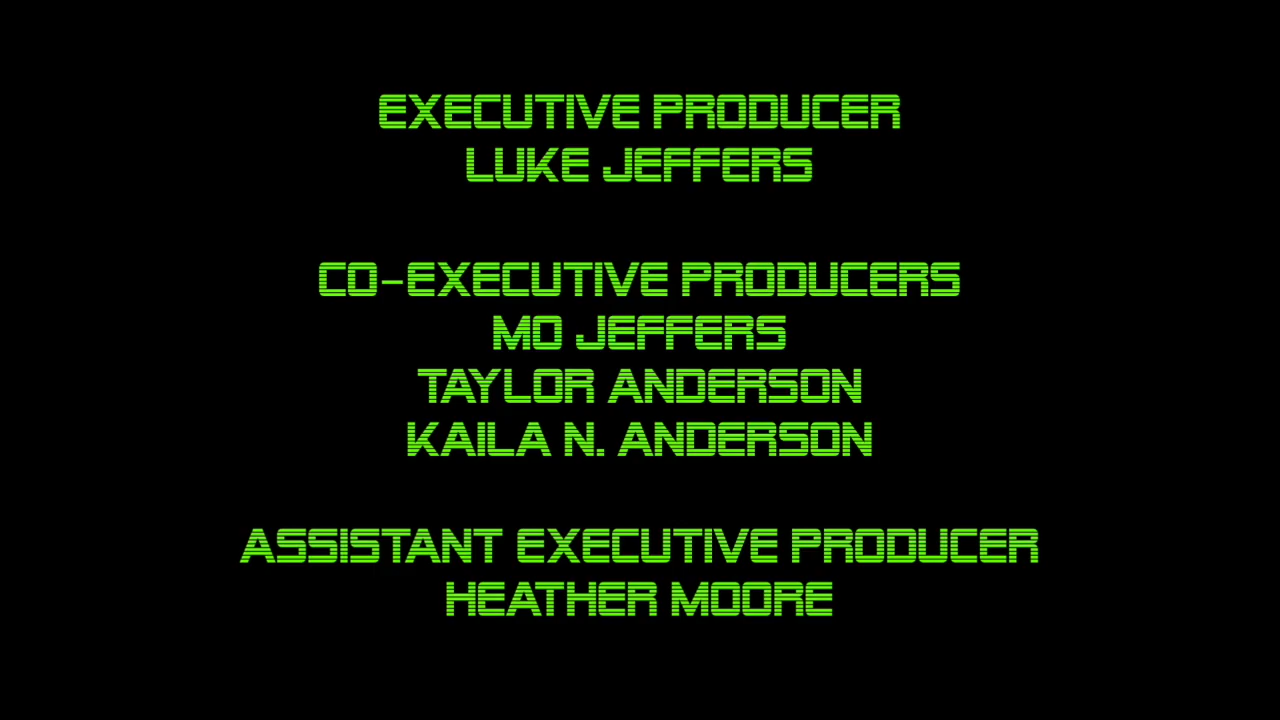 EXECUTIVE PRODUCER
LUKE JEFFERS
CO-EXECUTIVE PRODUCERS
MO JEFFERS
TAYLOR ANDERSON
KAILA N. ANDERSON
ASSISTANT EXECUTIVE PRODUCER
HEATHER MOORE